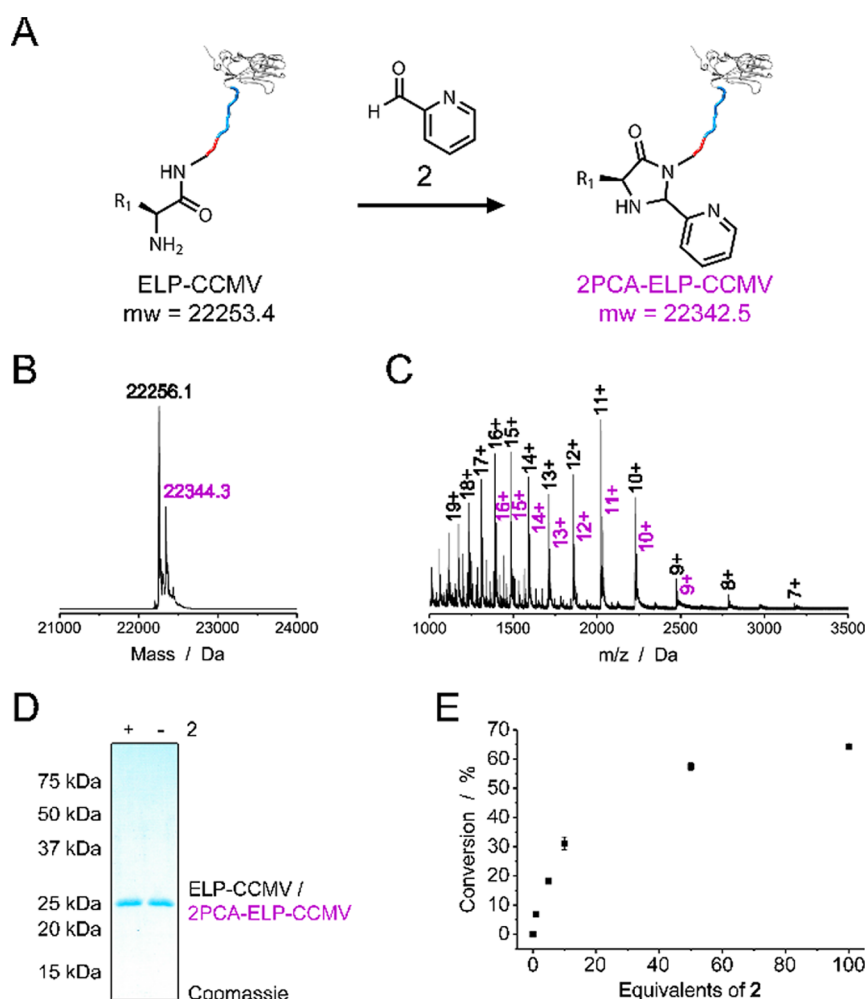 A
H
O
N
2
HN
R1
O
NH2
O
N
R1
HN
N
ELP-CCMV
mw = 22253.4
2PCA-ELP-CCMV
mw = 22342.5
B
22256.1
22344.3
21000 22000 23000 24000
Mass / Da
C
19+ 18+ 17+ 16+ 15+ 14+ 13+ 12+ 11+ 10+ 9+ 8+ 7+
16+ 15+ 14+ 13+ 12+ 11+ 10+ 9+
1000 1500 2000 2500 3000 3500
m/z / Da
D
+ - 2
75 kDa
50 kDa
37 kDa
25 kDa
20 kDa
15 kDa
ELP-CCMV /
2PCA-ELP-CCMV
Coomassie
E
70
60
50
40
30
20
10
0
Conversion / %
0 20 40 60 80 100
Equivalents of 2